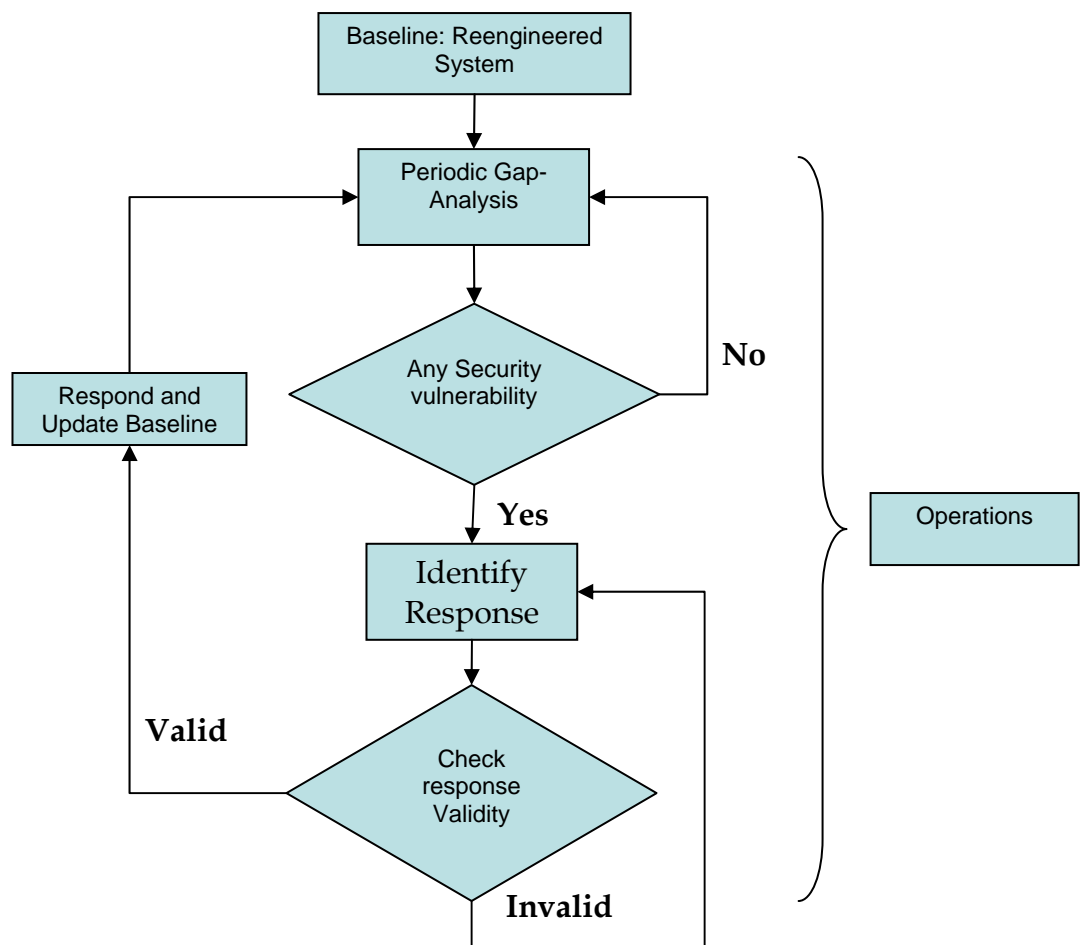 Baseline: Reengineered
System
Periodic Gap-
Analysis
No
Any Security
vulnerability
Respond and
Update Baseline
Yes
Operations
Identify
Response
Valid
Check
response
Validity
Invalid